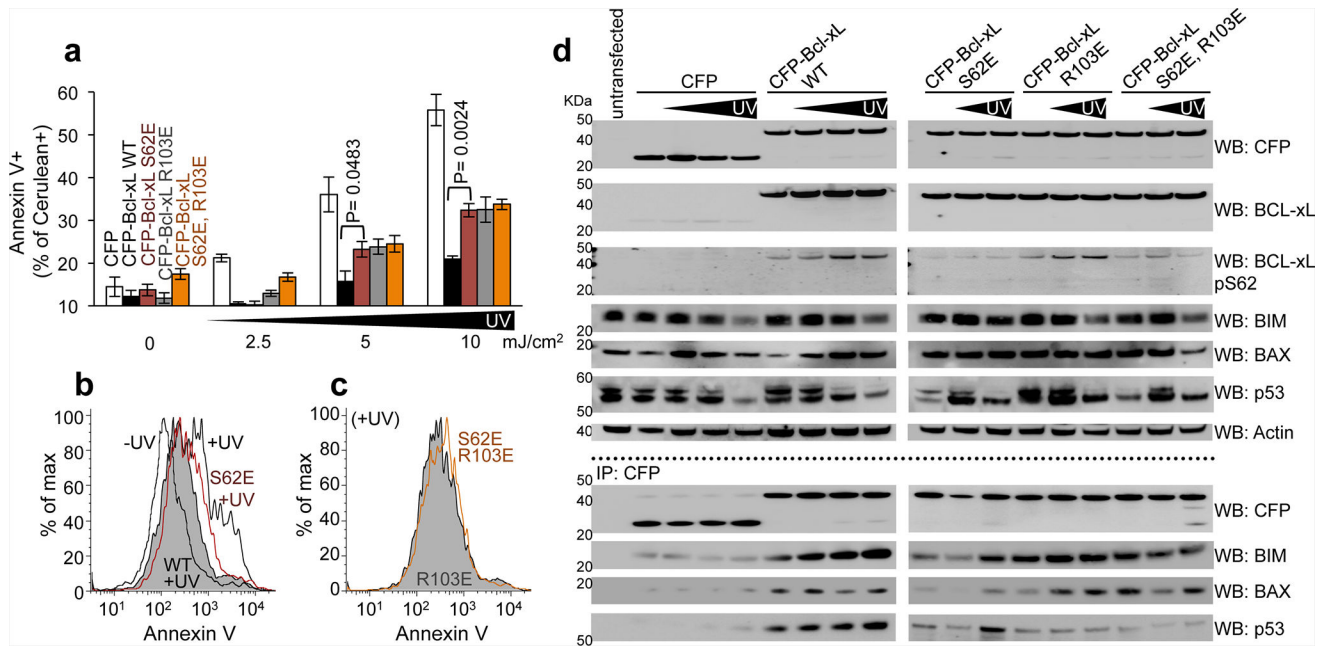 a
Annexin V+
(% of Cerulean+)
60
50
40
30
20
10
CFP
CFP-Bcl-xL WT
CFP-Bcl-xL S62E
CFP-Bcl-xL R103E
CFP-Bcl-xL
S62E, R103E
P= 0.0483
P= 0.0024
UV
0
2.5
5
10
mJ/cm²
b
% of max
100
80
60
40
20
0
-UV
+UV
S62E
+UV
WT
+UV
10¹
10²
10³
10⁴
Annexin V
c
% of max
100
80
60
40
20
0
(+UV)
S62E
R103E
R103E
10¹
10²
10³
10⁴
Annexin V
d
untransfected
CFP
CFP-Bcl-xL
WT
CFP-Bcl-xL
S62E
CFP-Bcl-xL
R103E
CFP-Bcl-xL
S62E, R103E
UV
UV
UV
UV
UV
KDa
50
40
20
WB: CFP
50
40
20
WB: BCL-xL
50
40
20
WB: BCL-xL
pS62
WB: BIM
20
20
WB: BAX
60
50
WB: p53
40
WB: Actin
IP: CFP
50
40
20
WB: CFP
WB: BIM
20
20
WB: BAX
50
WB: p53